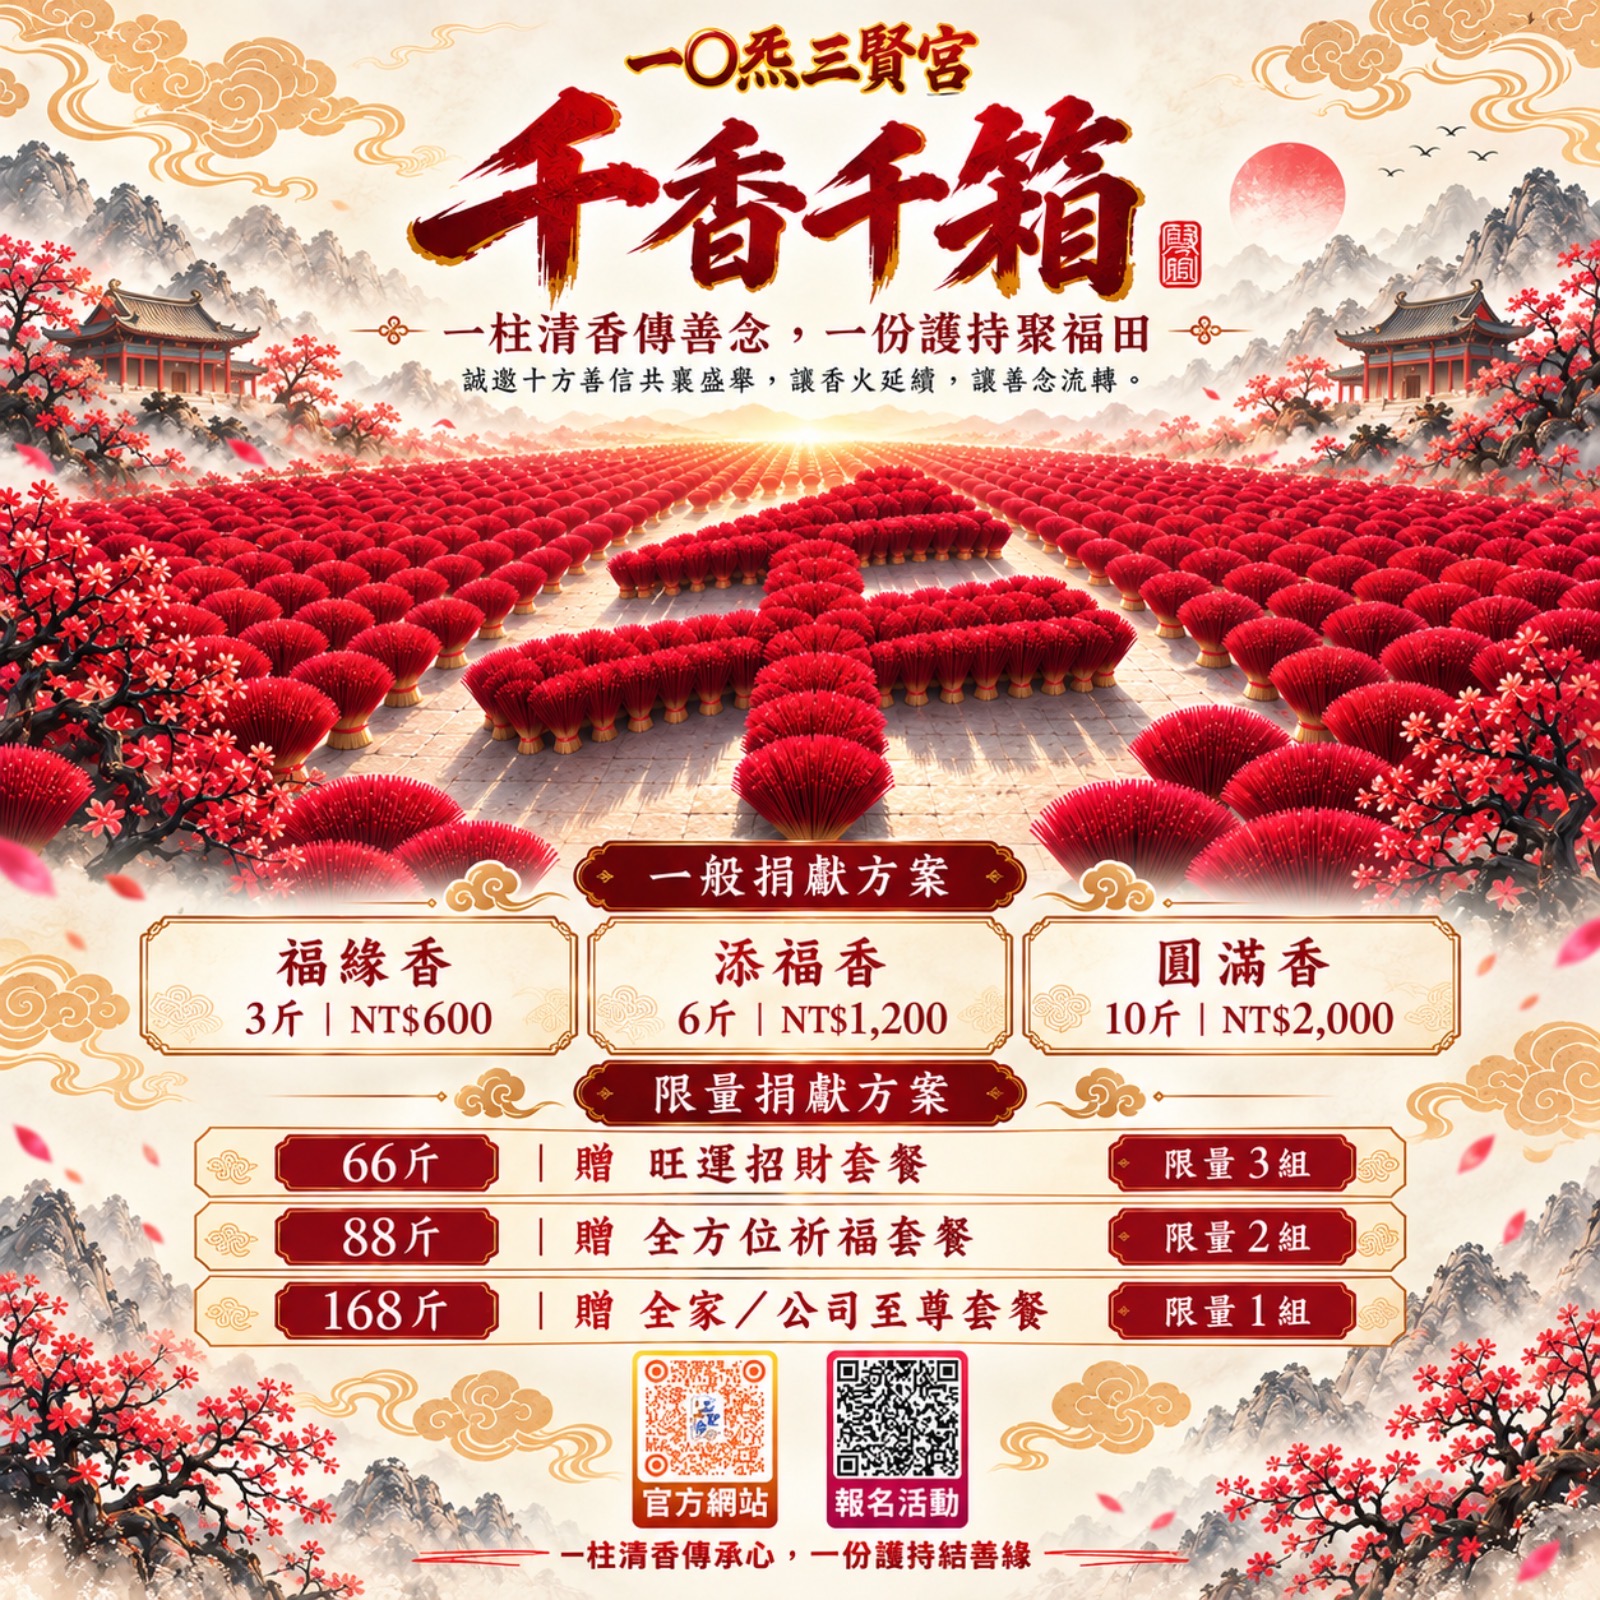 一〇炁三賢宮
千香千箱
一柱清香傳善念，一份護持聚福田
誠邀十方善信共襄盛舉，讓香火延續，讓善念流轉。
一般捐獻方案
福緣香
3斤｜NT$600
添福香
6斤｜NT$1,200
圓滿香
10斤｜NT$2,000
限量捐獻方案
66斤｜贈 旺運招財套餐 限量3組
88斤｜贈 全方位祈福套餐 限量2組
168斤｜贈 全家／公司至尊套餐 限量1組
官方網站
報名活動
一柱清香傳承心，一份護持結善緣